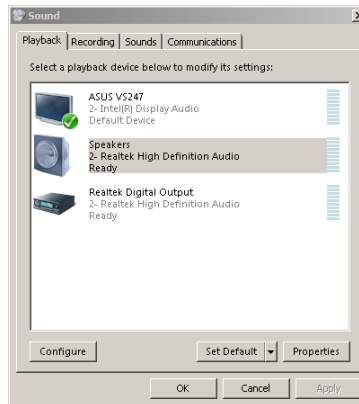 Sound
Playback Recording Sounds Communications
Select a playback device below to modify its settings:
ASUS VS247
2- Intel(R) Display Audio
Default Device
Speakers
2- Realtek High Definition Audio
Ready
Realtek Digital Output
2- Realtek High Definition Audio
Ready
Configure Set Default Properties
OK Cancel Apply